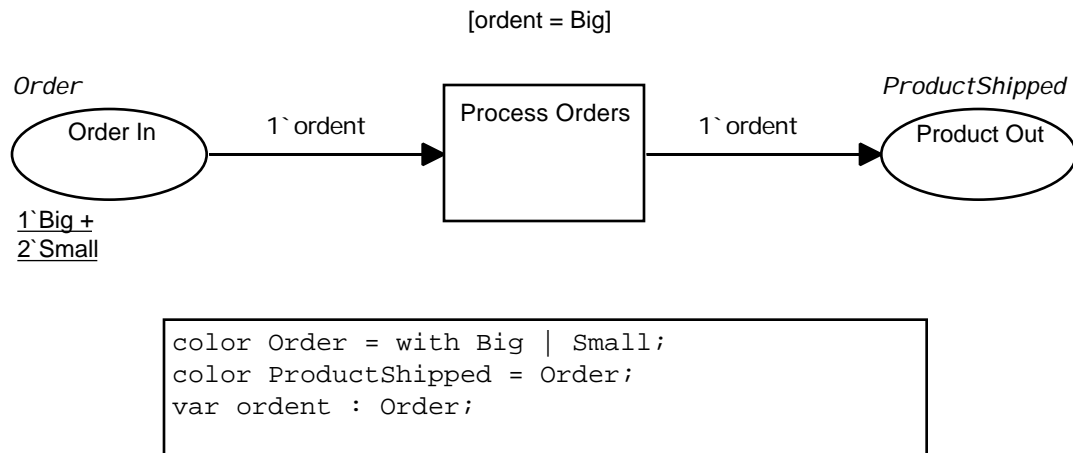 [ordent = Big]
Order
ProductShipped
Order In
1`ordent
Process Orders
1`ordent
Product Out
1`Big +
2`Small
color Order = with Big | Small;
color ProductShipped = Order;
var ordent : Order;